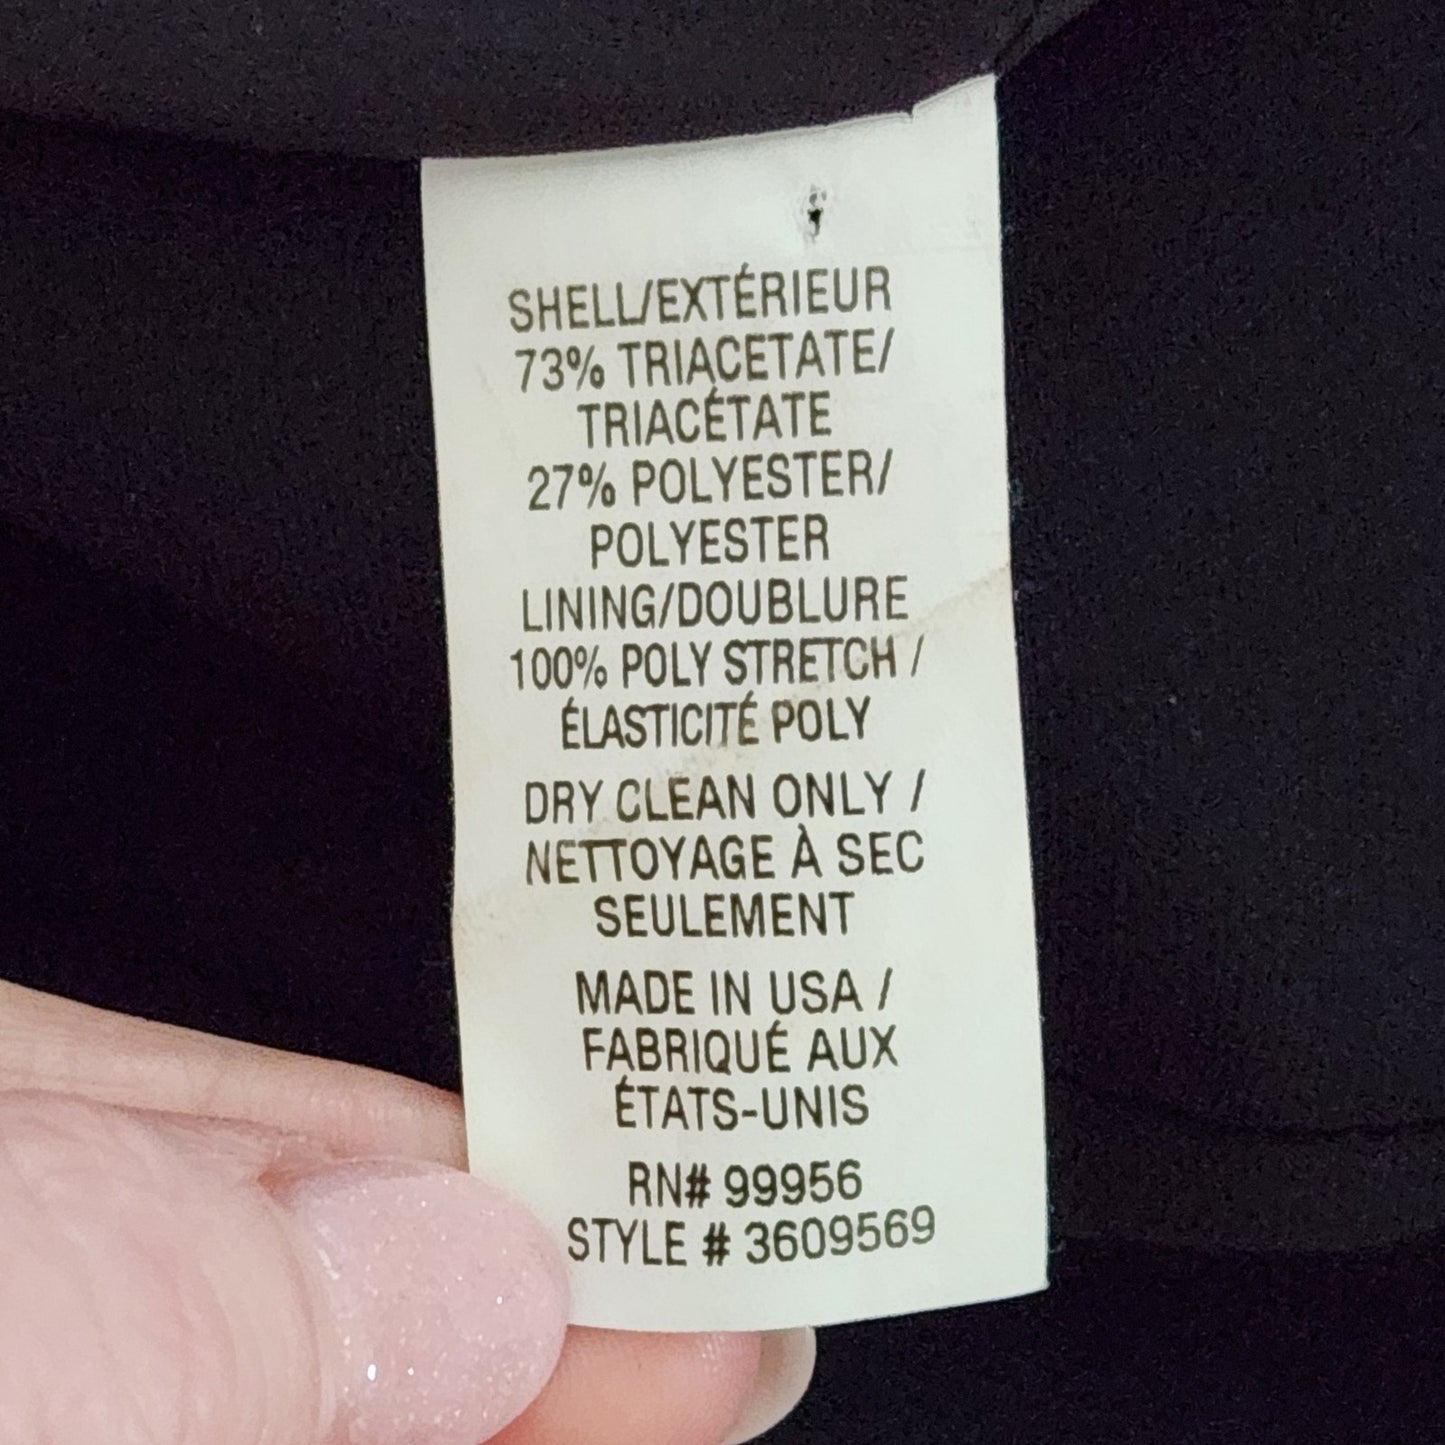 SHELL/EXTÉRIEUR
73% TRIACETATE/
TRIACÉTATE
27% POLYESTER/
POLYESTER
LINING/DOUBLURE
100% POLY STRETCH /
ÉLASTICITÉ POLY
DRY CLEAN ONLY /
NETTOYAGE À SEC
SEULEMENT
MADE IN USA /
FABRIQUÉ AUX
ÉTATS-UNIS
RN# 99956
STYLE # 3609569